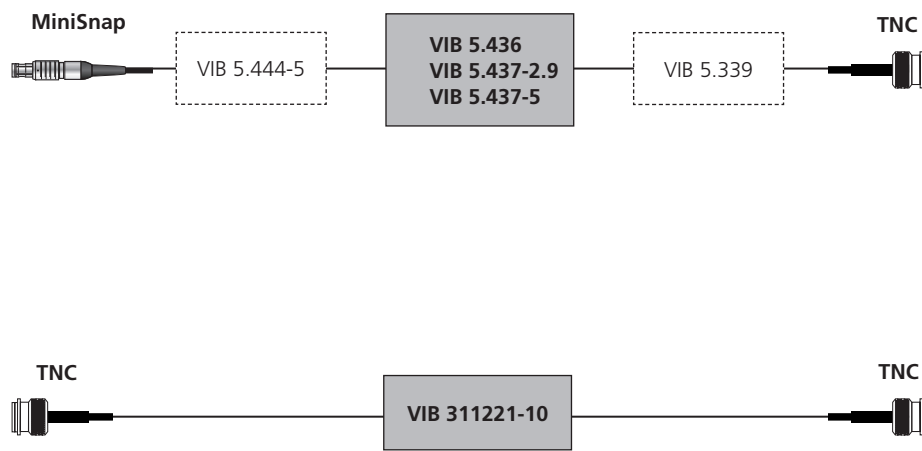 MiniSnap
TNC
VIB 5.444-5
VIB 5.436
VIB 5.437-2.9
VIB 5.437-5
VIB 5.339
TNC
TNC
VIB 311221-10